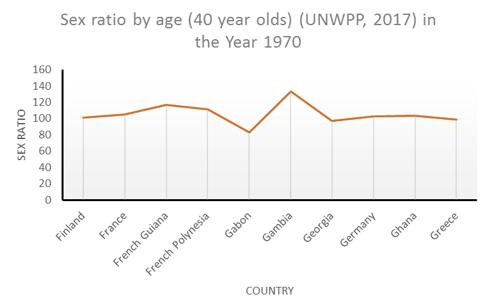 Sex ratio by age (40 year olds) (UNWPP, 2017) in
the Year 1970
160
140
120
100
80
60
40
20
0
SEX RATIO
Finland
France
French Guiana
French Polynesia
Gabon
Gambia
Georgia
Germany
Ghana
Greece
COUNTRY